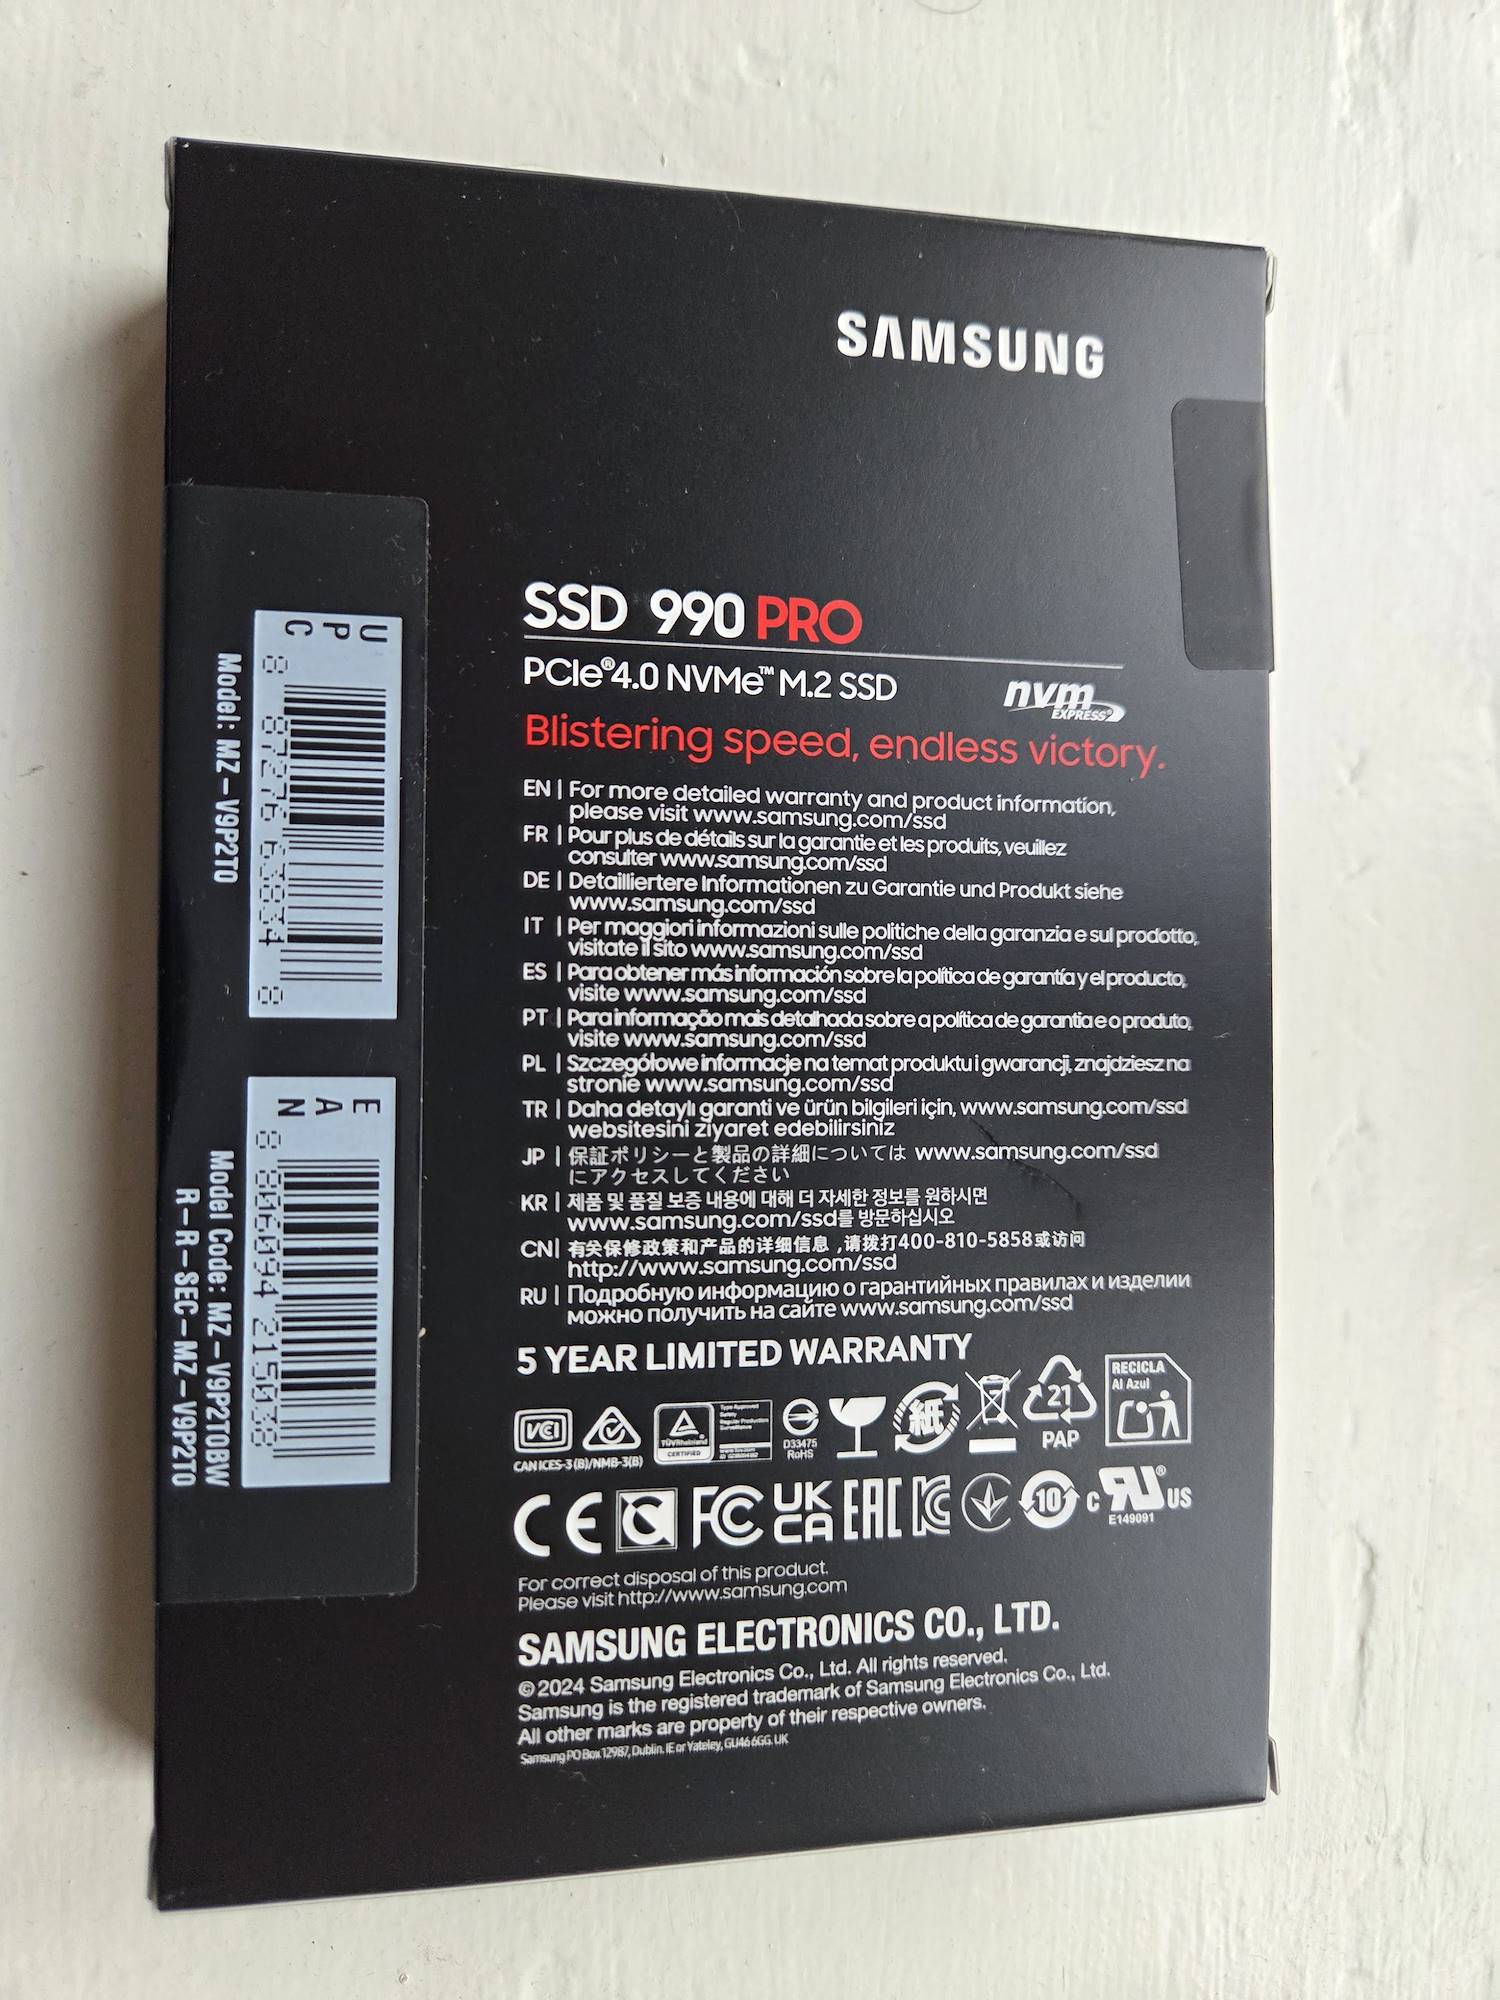 SAMSUNG
SSD 990 PRO
PCIe®4.0 NVMe™ M.2 SSD
nvm
EXPRESS®
Blistering speed, endless victory.
EN | For more detailed warranty and product information,
please visit www.samsung.com/ssd
FR | Pour plus de détails sur la garantie et les produits, veuillez
consulter www.samsung.com/ssd
DE | Detailliertere Informationen zu Garantie und Produkt siehe
www.samsung.com/ssd
IT | Per maggiori informazioni sulle politiche della garanzia e sul prodotto,
visitate il sito www.samsung.com/ssd
ES | Para obtener más información sobre la política de garantía y el producto,
visite www.samsung.com/ssd
PT | Para informação mais detalhada sobre a política de garantia e o produto,
visite www.samsung.com/ssd
PL | Szczegółowe informacje na temat produktu i gwarancji, znajdziesz na
stronie www.samsung.com/ssd
TR | Daha detaylı garanti ve ürün bilgileri için, www.samsung.com/ssd
websitesini ziyaret edebilirsiniz
JP | 保証ポリシーと製品の詳細については www.samsung.com/ssd
にアクセスしてください
KR | 제품 및 품질 보증 내용에 대해 더 자세한 정보를 원하시면
www.samsung.com/ssd를 방문하십시오
CN| 有关保修政策和产品的详细信息,请拨打400-810-5858或访问
http://www.samsung.com/ssd
RU | Подробную информацию о гарантийных правилах и изделии
можно получить на сайте www.samsung.com/ssd
5 YEAR LIMITED WARRANTY
VCI
CAN ICES-3 (B)/NMB-3(B)
TÜVRheinland
CERTIFIED
Type Approved
Safety
Regular Production
Surveillance
D33475
RoHS
紙
21
PAP
RECICLA
Al Azul
CE FC UK CA EAC 10 c RU® US
E149091
For correct disposal of this product.
Please visit http://www.samsung.com
SAMSUNG ELECTRONICS CO., LTD.
©2024 Samsung Electronics Co., Ltd. All rights reserved.
Samsung is the registered trademark of Samsung Electronics Co., Ltd.
All other marks are property of their respective owners.
Samsung PO Box 12987, Dublin. IE or Yateley, GU46 6GG. UK
UPC
8 87276 63834 8
Model: MZ-V9P2T0
EAN
8 806094 215038
Model Code: MZ-V9P2T0BW
R-R-SEC-MZ-V9P2T0